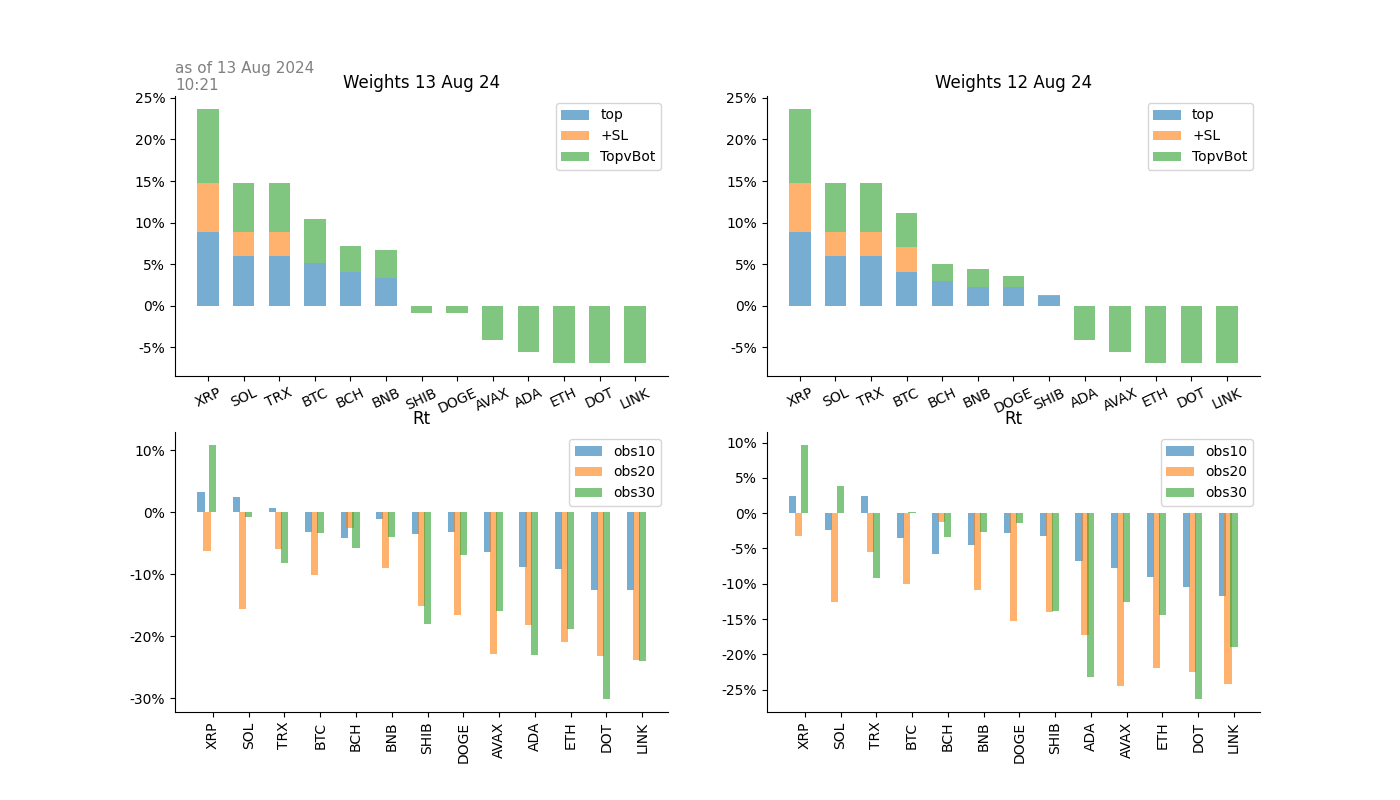 as of 13 Aug 2024
10:21
Weights 13 Aug 24
25%
20%
15%
10%
5%
0%
-5%
top
+SL
TopvBot
XRP SOL TRX BTC BCH BNB SHIB DOGE AVAX ADA ETH DOT LINK
Weights 12 Aug 24
25%
20%
15%
10%
5%
0%
-5%
top
+SL
TopvBot
XRP SOL TRX BTC BCH BNB DOGE SHIB ADA AVAX ETH DOT LINK
Rt
10%
0%
-10%
-20%
-30%
obs10
obs20
obs30
XRP SOL TRX BTC BCH BNB SHIB DOGE AVAX ADA ETH DOT LINK
Rt
10%
5%
0%
-5%
-10%
-15%
-20%
-25%
obs10
obs20
obs30
XRP SOL TRX BTC BCH BNB DOGE SHIB ADA AVAX ETH DOT LINK